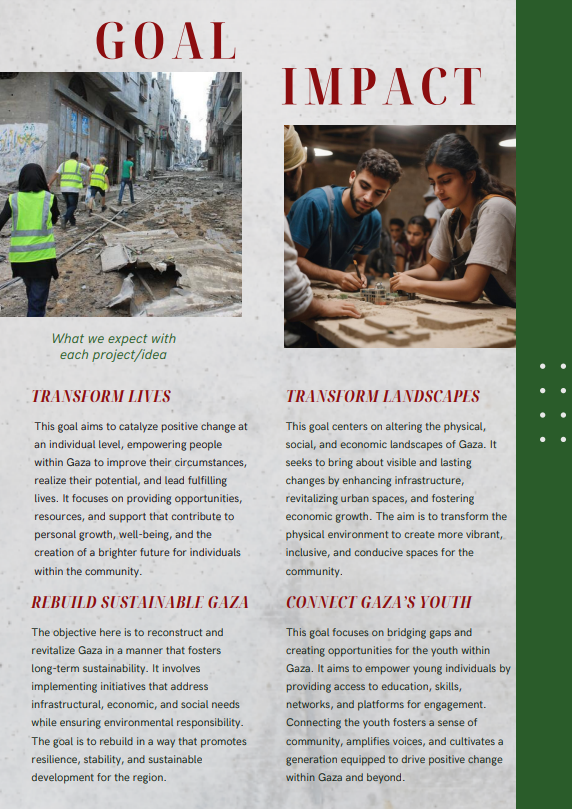 GOAL
IMPACT
What we expect with
each project/idea
TRANSFORM LIVES
This goal aims to catalyze positive change at
an individual level, empowering people
within Gaza to improve their circumstances,
realize their potential, and lead fulfilling
lives. It focuses on providing opportunities,
resources, and support that contribute to
personal growth, well-being, and the
creation of a brighter future for individuals
within the community.
TRANSFORM LANDSCAPES
This goal centers on altering the physical,
social, and economic landscapes of Gaza. It
seeks to bring about visible and lasting
changes by enhancing infrastructure,
revitalizing urban spaces, and fostering
economic growth. The aim is to transform the
physical environment to create more vibrant,
inclusive, and conducive spaces for the
community.
REBUILD SUSTAINABLE GAZA
The objective here is to reconstruct and
revitalize Gaza in a manner that fosters
long-term sustainability. It involves
implementing initiatives that address
infrastructural, economic, and social needs
while ensuring environmental responsibility.
The goal is to rebuild in a way that promotes
resilience, stability, and sustainable
development for the region.
CONNECT GAZA'S YOUTH
This goal focuses on bridging gaps and
creating opportunities for the youth within
Gaza. It aims to empower young individuals by
providing access to education, skills,
networks, and platforms for engagement.
Connecting the youth fosters a sense of
community, amplifies voices, and cultivates a
generation equipped to drive positive change
within Gaza and beyond.